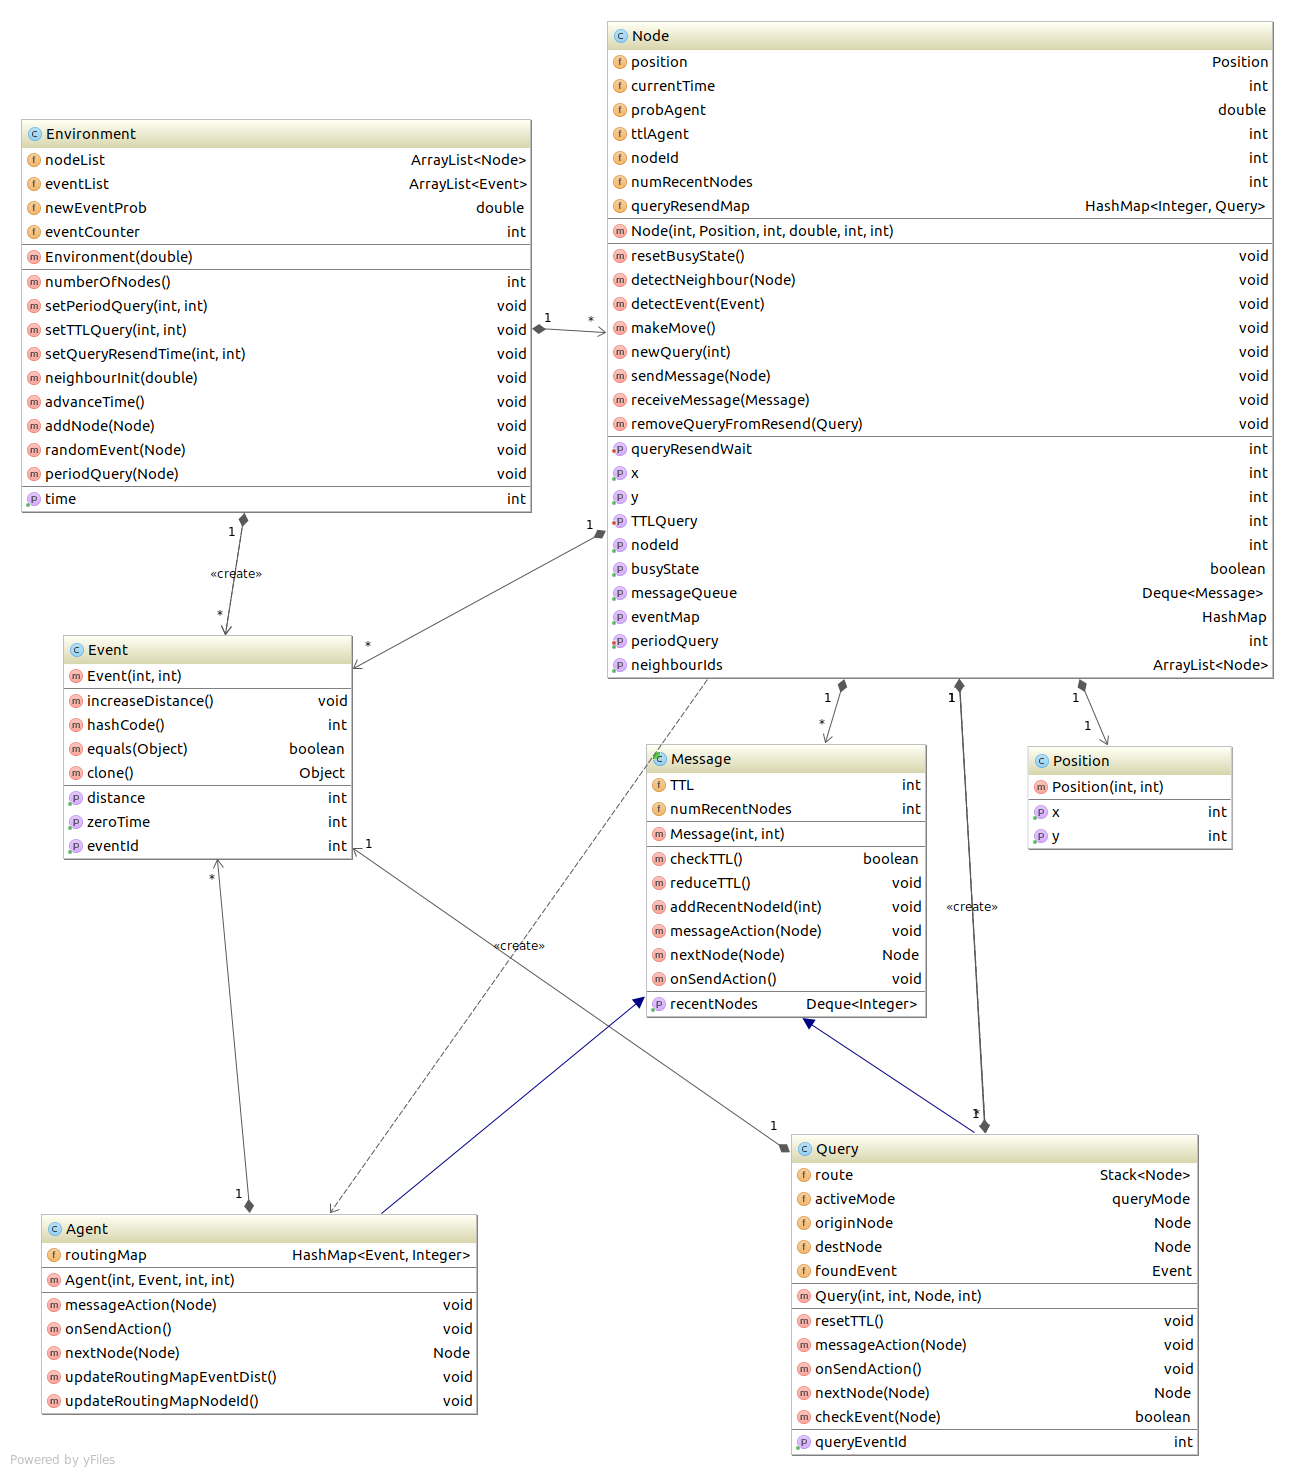 Node
position Position
currentTime int
probAgent double
ttlAgent int
nodeId int
numRecentNodes int
queryResendMap HashMap<Integer, Query>
Node(int, Position, int, double, int, int)
resetBusyState() void
detectNeighbour(Node) void
detectEvent(Event) void
makeMove() void
newQuery(int) void
sendMessage(Node) void
receiveMessage(Message) void
removeQueryFromResend(Query) void
queryResendWait int
x int
y int
TTLQuery int
nodeId int
busyState boolean
messageQueue Deque<Message>
eventMap HashMap
periodQuery int
neighbourIds ArrayList<Node>
Environment
nodeList ArrayList<Node>
eventList ArrayList<Event>
newEventProb double
eventCounter int
Environment(double)
numberOfNodes() int
setPeriodQuery(int, int) void
setTTLQuery(int, int) void
setQueryResendTime(int, int) void
neighbourInit(double) void
advanceTime() void
addNode(Node) void
randomEvent(Node) void
periodQuery(Node) void
time int
1 *
1
«create»
*
1
*
Event
Event(int, int)
increaseDistance() void
hashCode() int
equals(Object) boolean
clone() Object
distance int
zeroTime int
eventId int
1
*
1
1
1
Message
TTL int
numRecentNodes int
Message(int, int)
checkTTL() boolean
reduceTTL() void
addRecentNodeId(int) void
messageAction(Node) void
nextNode(Node) Node
onSendAction() void
recentNodes Deque<Integer>
Position
Position(int, int)
x int
y int
1
*
«create»
«create»
1
1
1
*
Agent
routingMap HashMap<Event, Integer>
Agent(int, Event, int, int)
messageAction(Node) void
onSendAction() void
nextNode(Node) Node
updateRoutingMapEventDist() void
updateRoutingMapNodeId() void
Query
route Stack<Node>
activeMode queryMode
originNode Node
destNode Node
foundEvent Event
Query(int, int, Node, int)
resetTTL() void
messageAction(Node) void
onSendAction() void
nextNode(Node) Node
checkEvent(Node) boolean
queryEventId int
Powered by yFiles